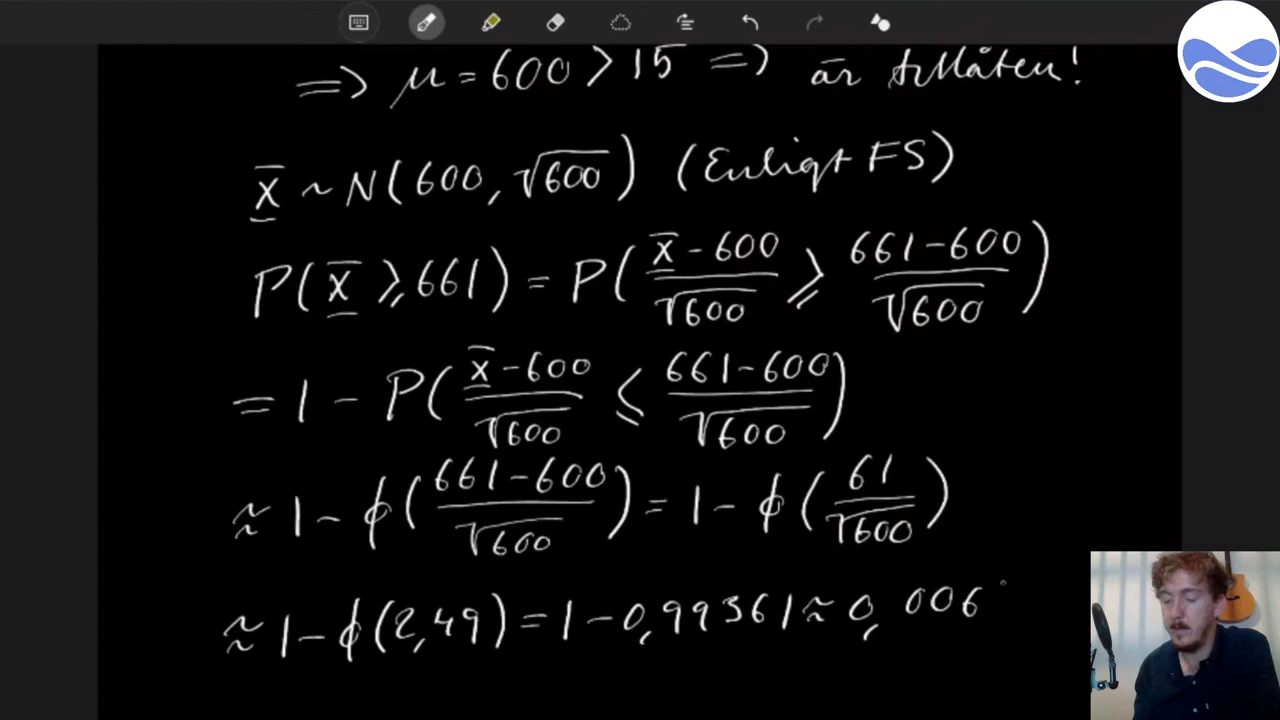 => μ = 600 > 15 => är tillåten!
x̄ ~ N(600, √600) (Enligt FS)
P(x̄ ≥ 661) = P((x̄ - 600)/√600 ≥ (661 - 600)/√600)
= 1 - P((x̄ - 600)/√600 ≤ (661 - 600)/√600)
≈ 1 - ϕ((661 - 600)/√600) = 1 - ϕ(61/√600)
≈ 1 - ϕ(2,49) = 1 - 0,99361 ≈ 0,006